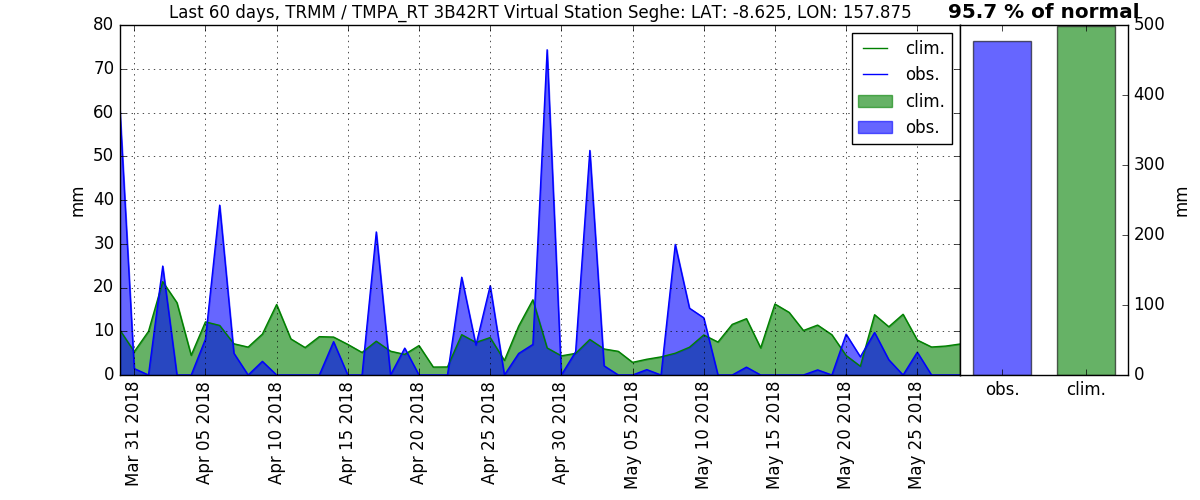 Last 60 days, TRMM / TMPA_RT 3B42RT Virtual Station Seghe: LAT: -8.625, LON: 157.875
95.7 % of normal
80
70
60
50
40
30
20
10
0
mm
clim.
obs.
clim.
obs.
Mar 31 2018
Apr 05 2018
Apr 10 2018
Apr 15 2018
Apr 20 2018
Apr 25 2018
Apr 30 2018
May 05 2018
May 10 2018
May 15 2018
May 20 2018
May 25 2018
500
400
300
200
100
0
mm
obs.
clim.